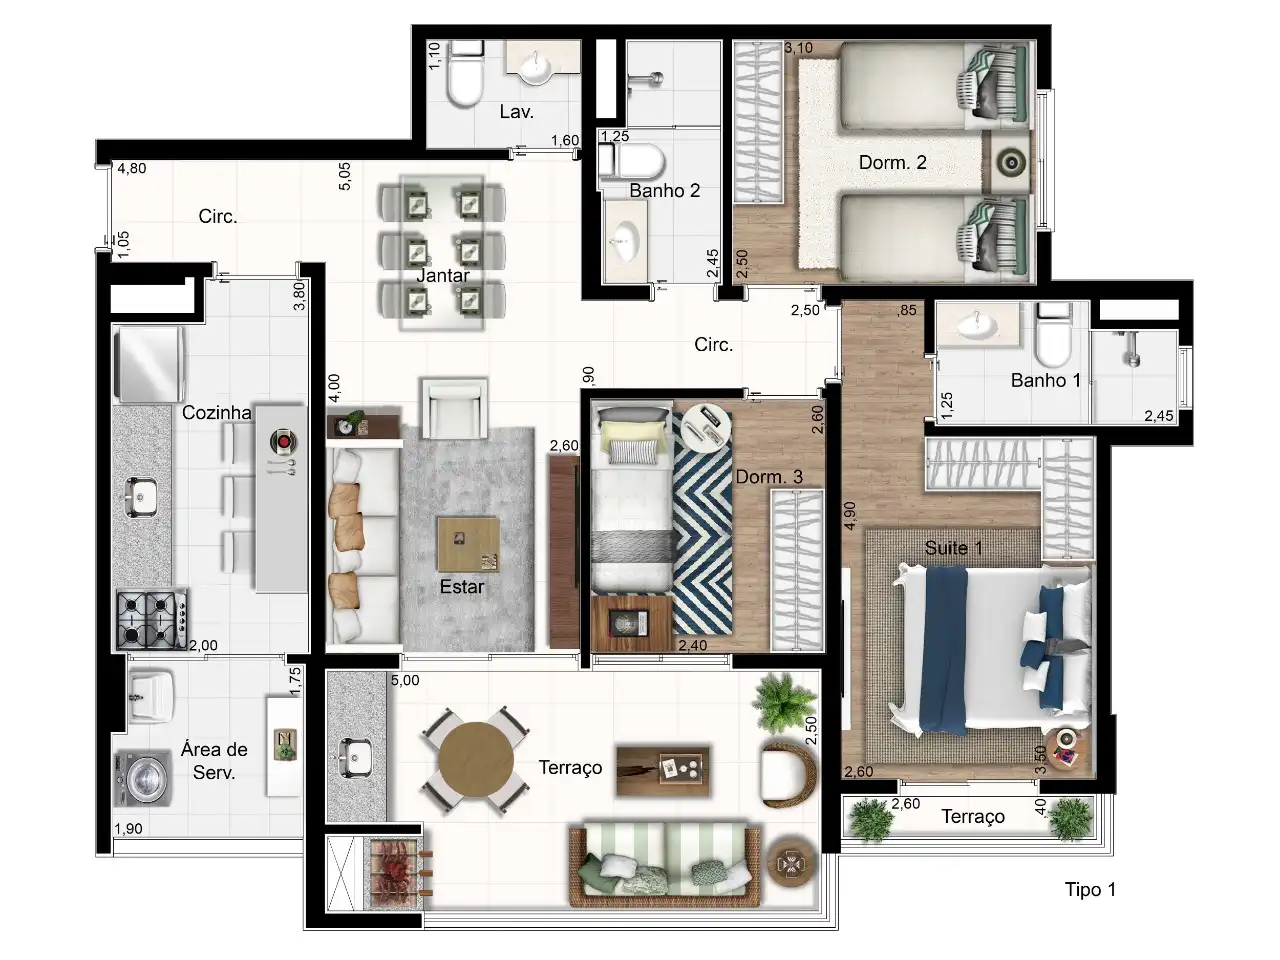 1,10
Lav.
1,60
3,10
1,25
Banho 2
2,45
Dorm. 2
2,50
4,80
5,05
Circ.
1,05
Jantar
3,80
2,50
,85
Circ.
Banho 1
1,25
2,45
4,00
,90
Cozinha
2,60
2,60
Dorm. 3
4,90
Suite 1
Estar
2,00
2,40
1,75
5,00
2,50
Área de
Serv.
Terraço
3,50
2,60
2,60
,40
Terraço
1,90
Tipo 1